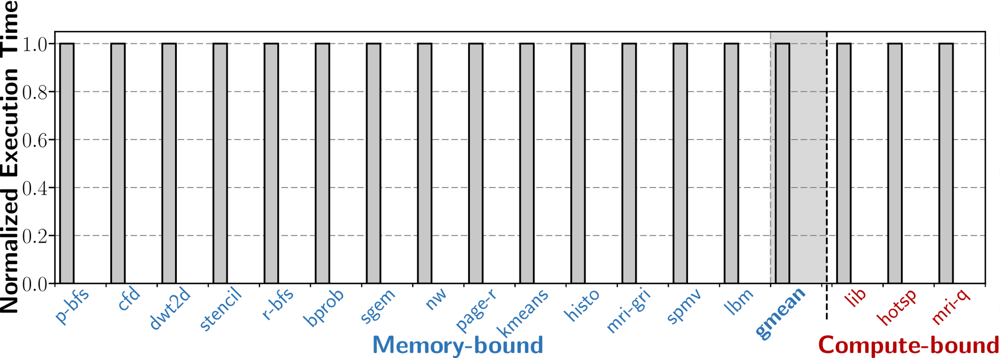 Normalized Execution Time
1.0
0.8
0.6
0.4
0.2
0.0
p-bfs
cfd
dwt2d
stencil
r-bfs
bprob
sgem
nw
page-r
kmeans
histo
mri-gri
spmv
lbm
gmean
lib
hotsp
mri-q
Memory-bound
Compute-bound